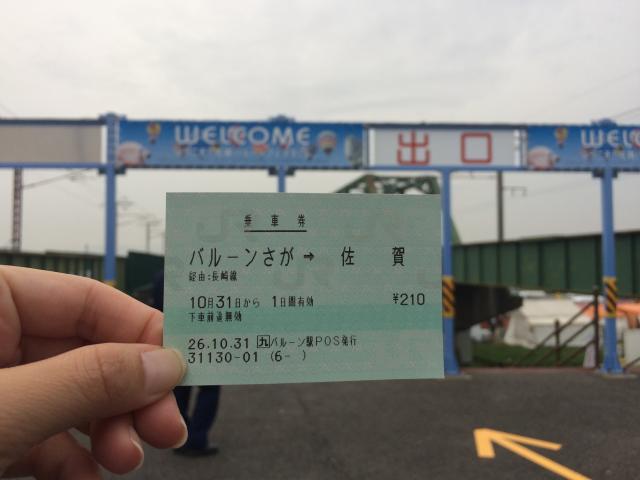 WELCOME
出口
乗車券
バルーンさが ➡ 佐賀
経由:長崎線
10月31日から 1日間有効 ¥210
下車前途無効
26.10.31 九バルーン駅POS発行
31130-01 (6- )